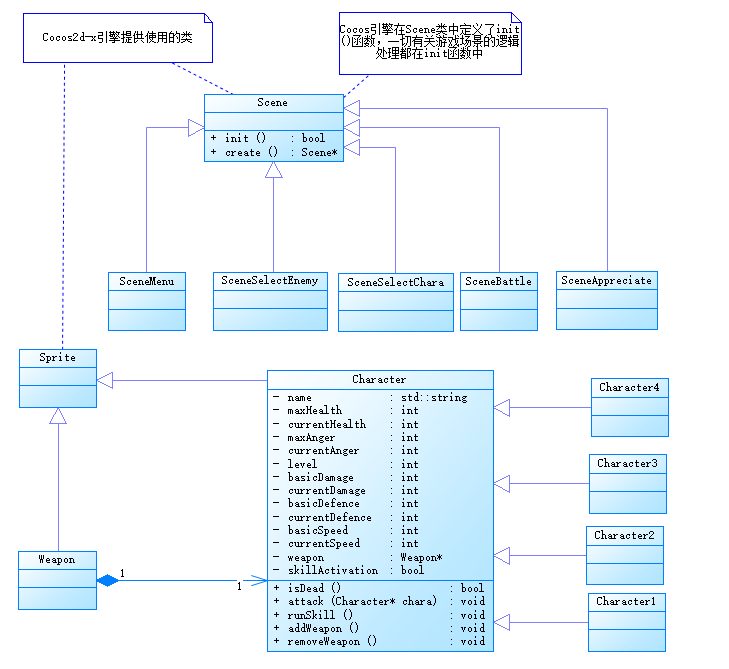 Cocos2d-x引擎提供使用的类
Cocos引擎在Scene类中定义了init
()函数，一切有关游戏场景的逻辑
处理都在init函数中
Scene
+ init () : bool
+ create () : Scene*
SceneMenu
SceneSelectEnemy
SceneSelectChara
SceneBattle
SceneAppreciate
Sprite
Character
- name : std::string
- maxHealth : int
- currentHealth : int
- maxAnger : int
- currentAnger : int
- level : int
- basicDamage : int
- currentDamage : int
- basicDefence : int
- currentDefence : int
- basicSpeed : int
- currentSpeed : int
- weapon : Weapon*
- skillActivation : bool
+ isDead () : bool
+ attack (Character* chara) : void
+ runSkill () : void
+ addWeapon () : void
+ removeWeapon () : void
Character4
Character3
Character2
Character1
Weapon
1
1